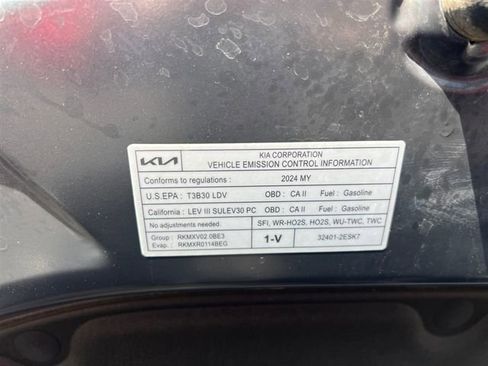 KIA
KIA CORPORATION
VEHICLE EMISSION CONTROL INFORMATION
Conforms to regulations : 2024 MY
U.S.EPA : T3B30 LDV OBD : CA II Fuel : Gasoline
California : LEV III SULEV30 PC OBD : CA II Fuel : Gasoline
No adjustments needed. SFI, WR-HO2S, HO2S, WU-TWC, TWC
Group : RKMXV02.0BE3 1-V 32401-2ESK7
Evap. : RKMXR0114BEG